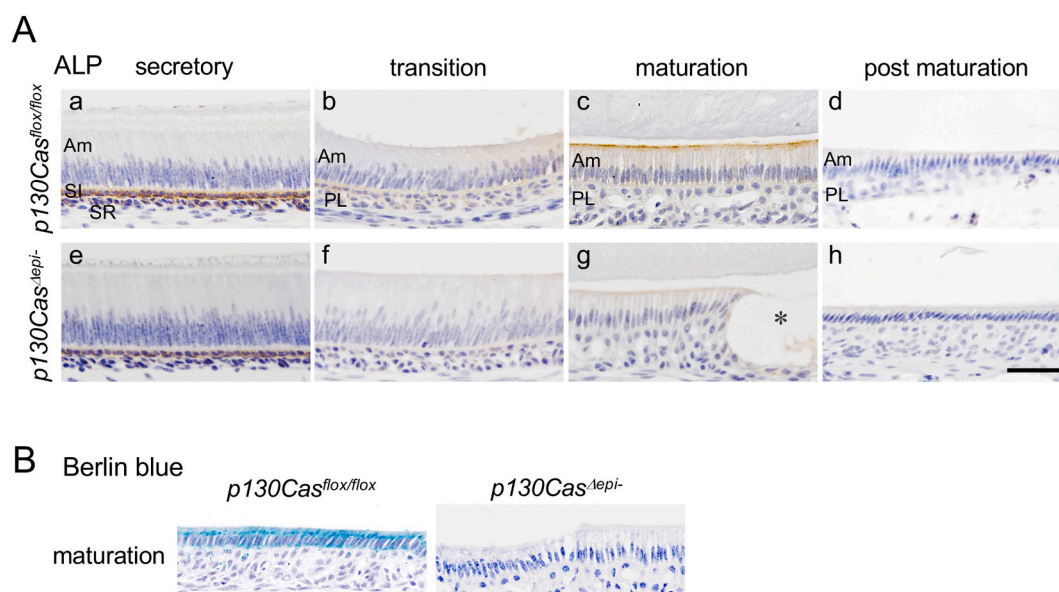 A
ALP secretory transition maturation post maturation
p130Casflox/flox
a b c d
Am Am Am Am
SI PL PL PL
SR
p130CasΔepi-
e f g h
*
B Berlin blue
p130Casflox/flox p130CasΔepi-
maturation